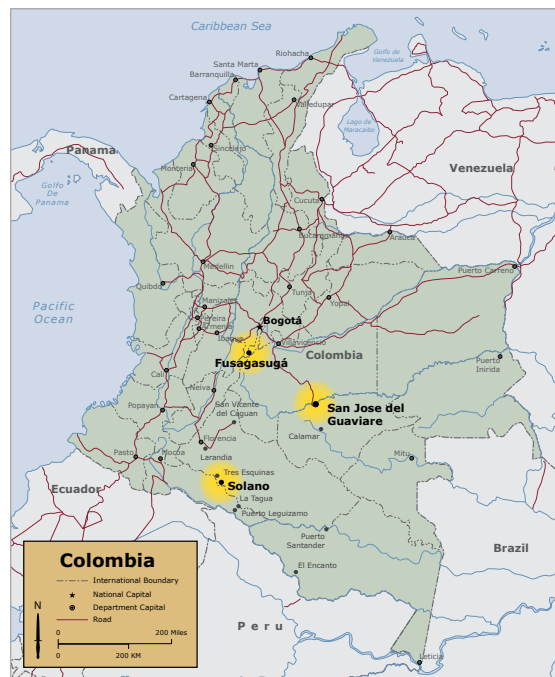 Caribbean Sea
Riohacha
Golfo de
Venezuela
Santa Marta
Barranquilla
Cartagena
Valledupar
Lago de
Maracaibo
Sincelejo
Panama
Monteria
Venezuela
Golfo
De
Panama
Cucuta
Bucaramanga
Arauca
Medellin
Puerto Carreno
Quibdo
Tunja
Manizales
Yopal
Pacific
Ocean
Pereira
Armenia
Bogotá
Ibague
Villavicencio
Colombia
Fusagasugá
Puerto
Inirida
Cali
Neiva
San Vicente
del Caguan
San Jose del
Guaviare
Popayan
Calamar
Florencia
Larandia
Pasto
Mocoa
Mitu
Tres Esquinas
Solano
Ecuador
La Tagua
Puerto Leguizamo
Puerto
Santander
Brazil
El Encanto
Peru
Leticia
Colombia
International Boundary
National Capital
Department Capital
Road
N
0 200 Miles
0 200 KM